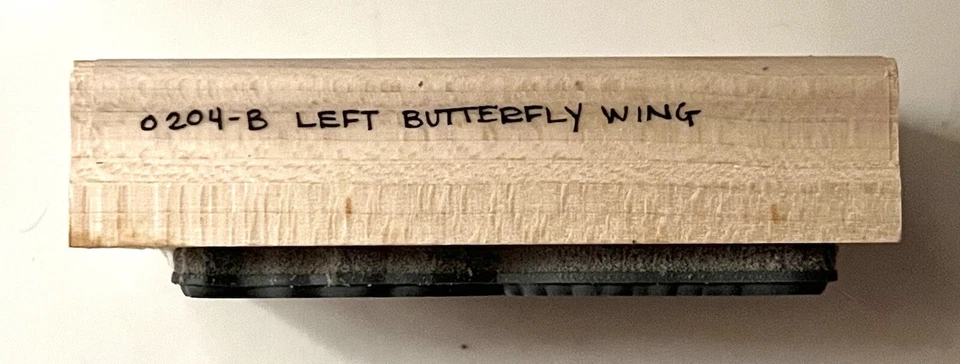 0204-B LEFT BUTTERFLY WING